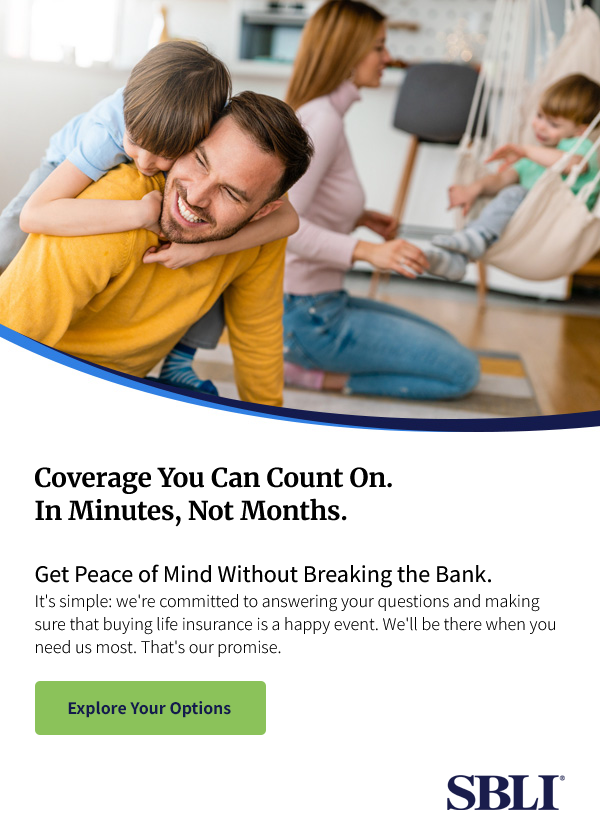 Coverage You Can Count On.
In Minutes, Not Months.
Get Peace of Mind Without Breaking the Bank.
It's simple: we're committed to answering your questions and making
sure that buying life insurance is a happy event. We'll be there when you
need us most. That's our promise.
Explore Your Options
SBLI®